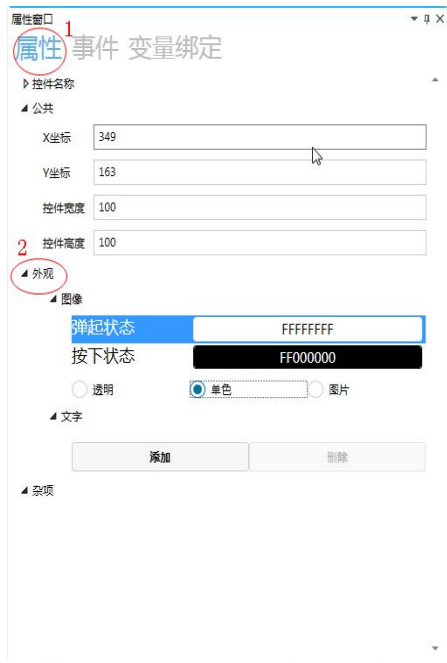 属性窗口
1
属性 事件 变量绑定
控件名称
公共
X坐标 349
Y坐标 163
控件宽度 100
2 控件高度 100
外观
图像
弹起状态 FFFFFFFF
按下状态 FF000000
透明 单色 图片
文字
添加 删除
杂项